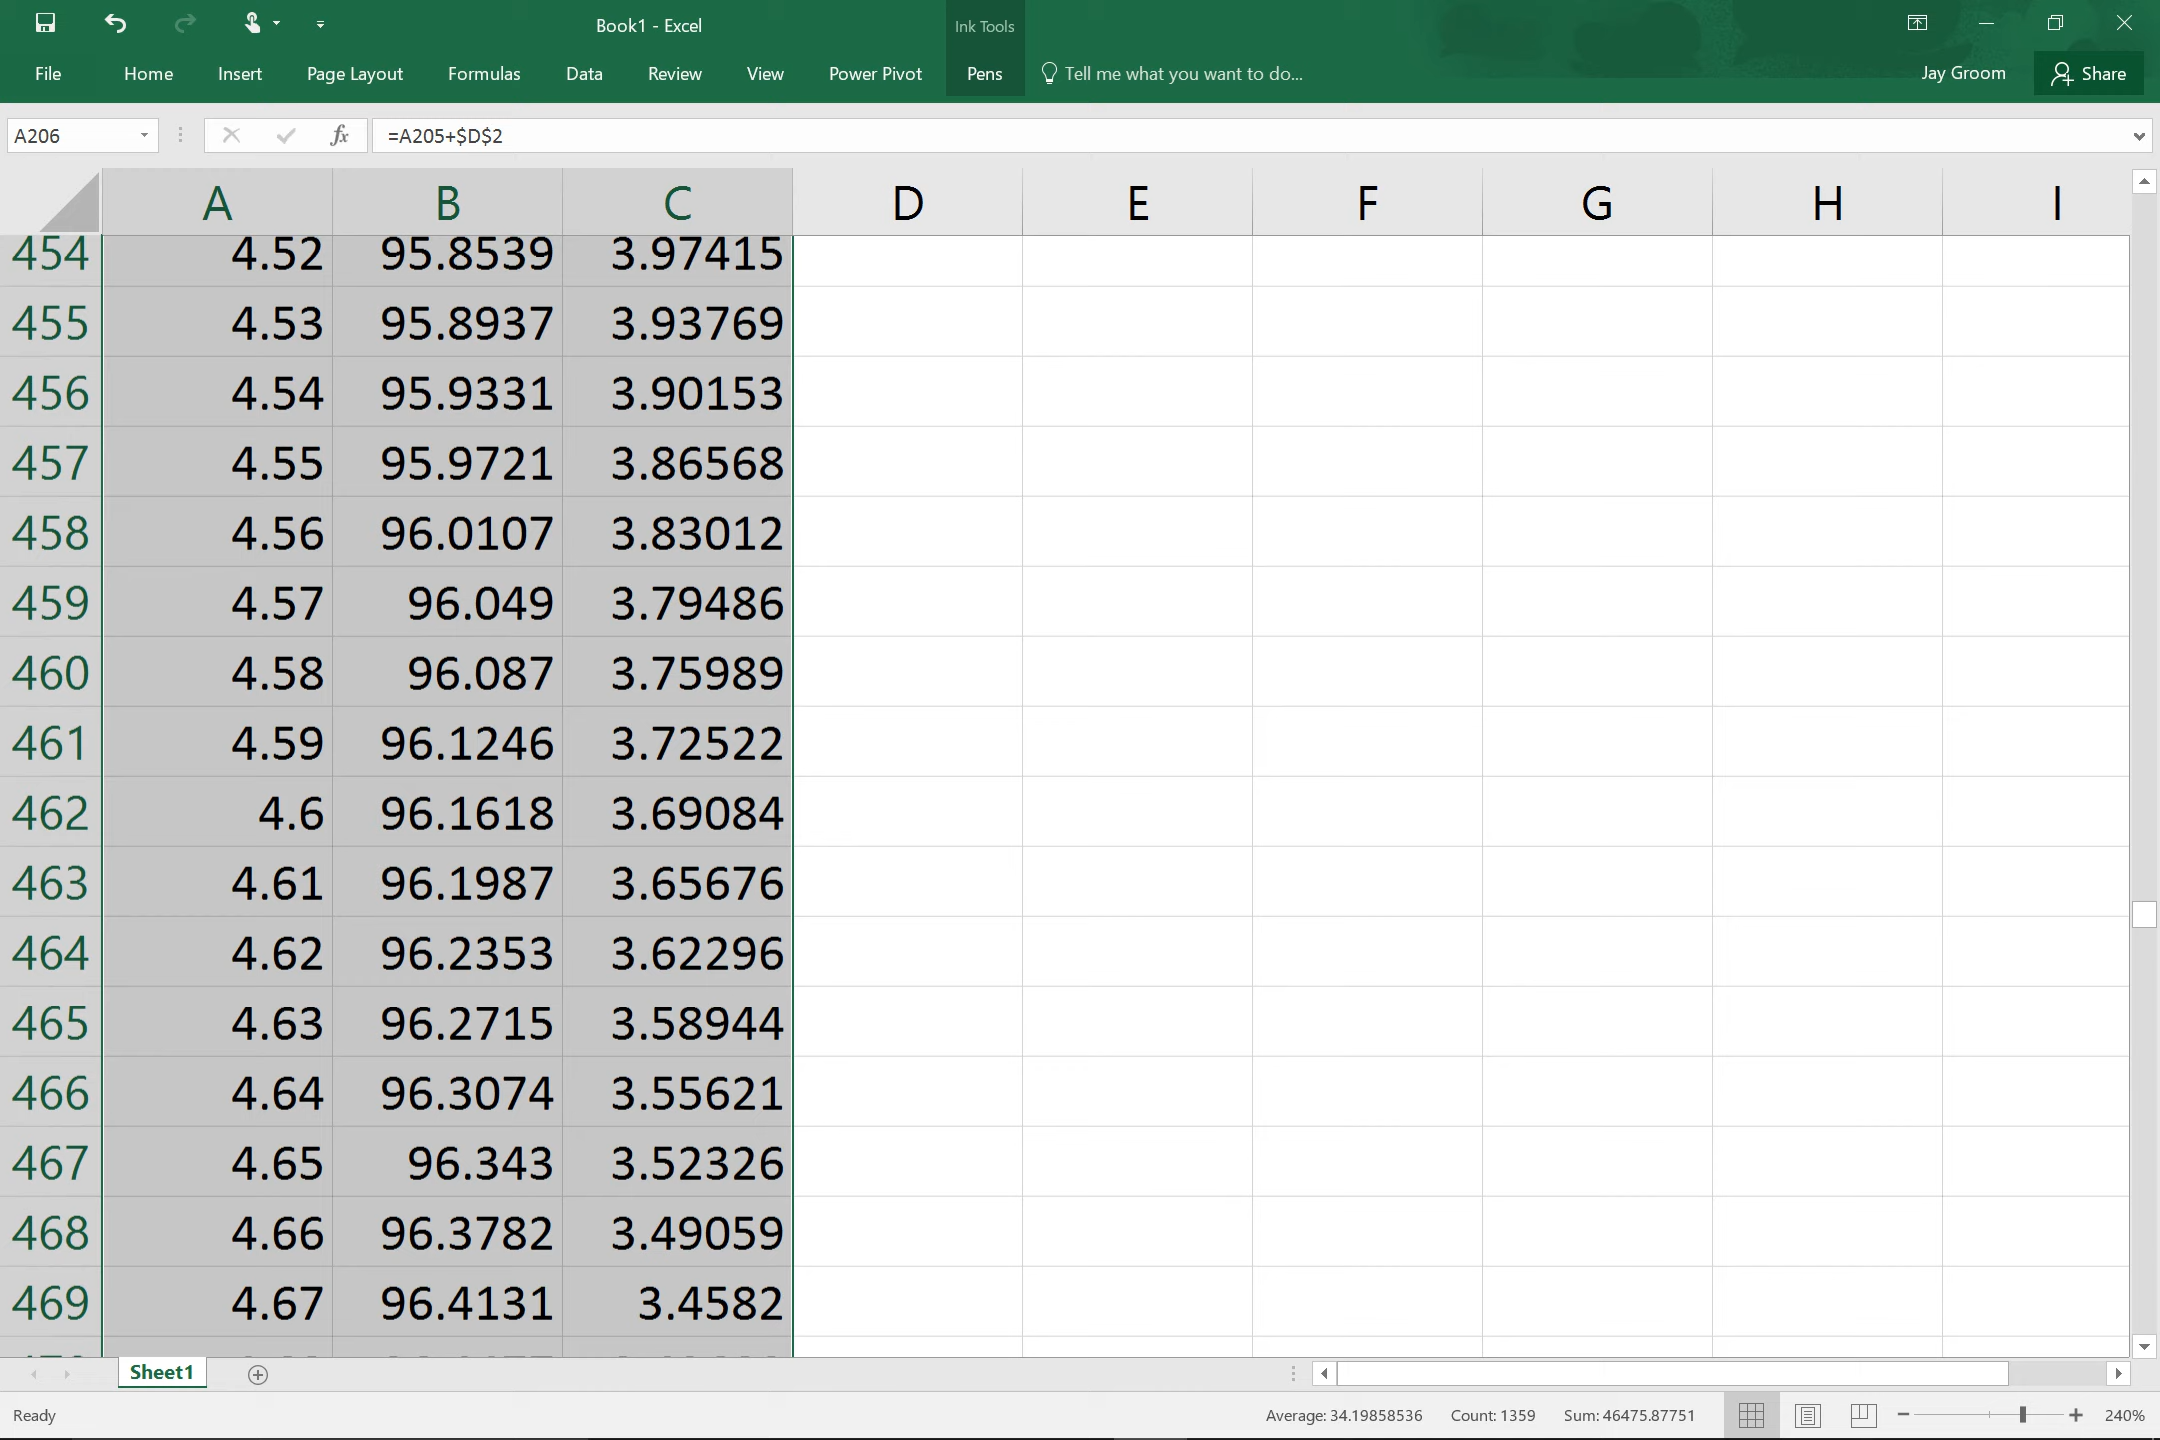 Book1 - Excel
Ink Tools
File Home Insert Page Layout Formulas Data Review View Power Pivot Pens Tell me what you want to do... Jay Groom Share
A206 fx =A205+$D$2
A B C D E F G H I
454 4.52 95.8539 3.97415
455 4.53 95.8937 3.93769
456 4.54 95.9331 3.90153
457 4.55 95.9721 3.86568
458 4.56 96.0107 3.83012
459 4.57 96.049 3.79486
460 4.58 96.087 3.75989
461 4.59 96.1246 3.72522
462 4.6 96.1618 3.69084
463 4.61 96.1987 3.65676
464 4.62 96.2353 3.62296
465 4.63 96.2715 3.58944
466 4.64 96.3074 3.55621
467 4.65 96.343 3.52326
468 4.66 96.3782 3.49059
469 4.67 96.4131 3.4582
Sheet1
Ready Average: 34.19858536 Count: 1359 Sum: 46475.87751 240%